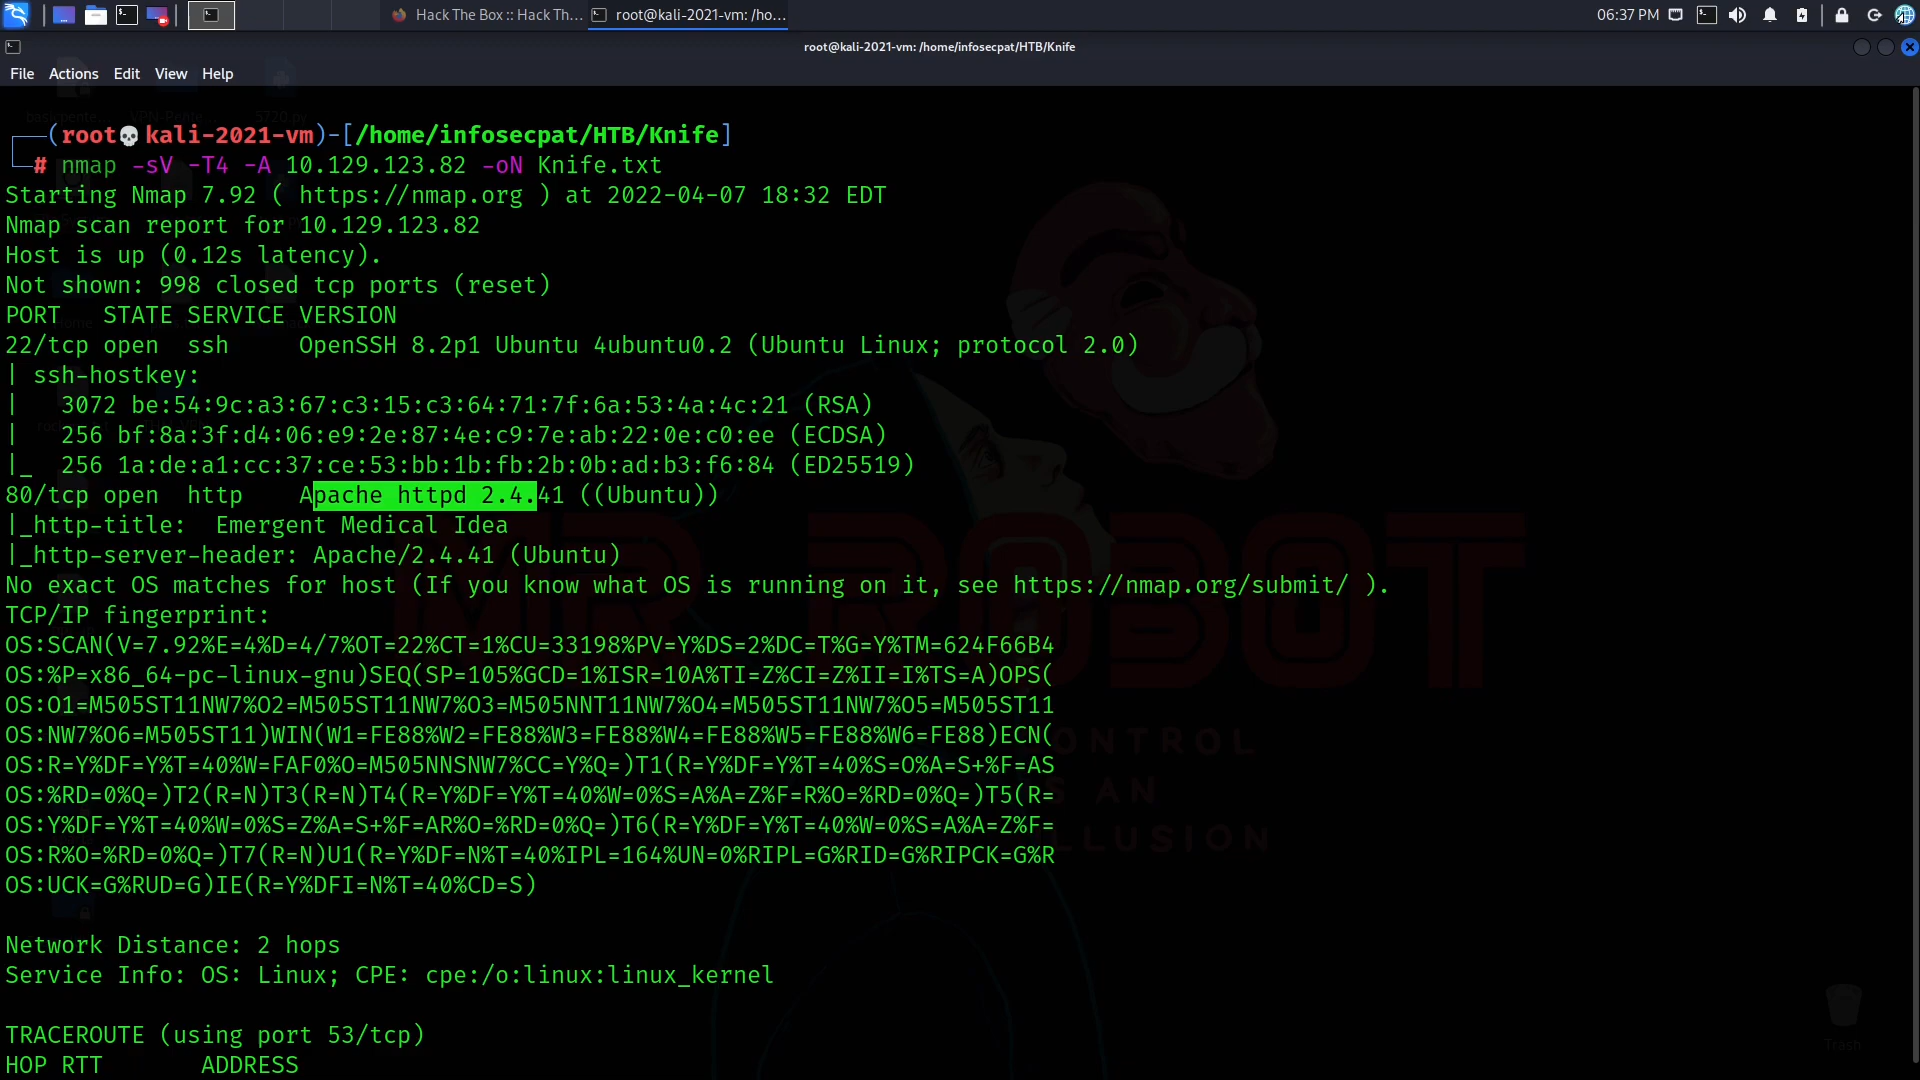 Hack The Box :: Hack Th...
root@kali-2021-vm: /ho...
06:37 PM
root@kali-2021-vm: /home/infosecpat/HTB/Knife
File Actions Edit View Help
(root💀kali-2021-vm)-[/home/infosecpat/HTB/Knife]
# nmap -sV -T4 -A 10.129.123.82 -oN Knife.txt
Starting Nmap 7.92 ( https://nmap.org ) at 2022-04-07 18:32 EDT
Nmap scan report for 10.129.123.82
Host is up (0.12s latency).
Not shown: 998 closed tcp ports (reset)
PORT   STATE SERVICE VERSION
22/tcp open  ssh     OpenSSH 8.2p1 Ubuntu 4ubuntu0.2 (Ubuntu Linux; protocol 2.0)
| ssh-hostkey:
|   3072 be:54:9c:a3:67:c3:15:c3:64:71:7f:6a:53:4a:4c:21 (RSA)
|   256 bf:8a:3f:d4:06:e9:2e:87:4e:c9:7e:ab:22:0e:c0:ee (ECDSA)
|_  256 1a:de:a1:cc:37:ce:53:bb:1b:fb:2b:0b:ad:b3:f6:84 (ED25519)
80/tcp open  http    Apache httpd 2.4.41 ((Ubuntu))
|_http-title:  Emergent Medical Idea
|_http-server-header: Apache/2.4.41 (Ubuntu)
No exact OS matches for host (If you know what OS is running on it, see https://nmap.org/submit/ ).
TCP/IP fingerprint:
OS:SCAN(V=7.92%E=4%D=4/7%OT=22%CT=1%CU=33198%PV=Y%DS=2%DC=T%G=Y%TM=624F66B4
OS:%P=x86_64-pc-linux-gnu)SEQ(SP=105%GCD=1%ISR=10A%TI=Z%CI=Z%II=I%TS=A)OPS(
OS:O1=M505ST11NW7%O2=M505ST11NW7%O3=M505NNT11NW7%O4=M505ST11NW7%O5=M505ST11
OS:NW7%O6=M505ST11)WIN(W1=FE88%W2=FE88%W3=FE88%W4=FE88%W5=FE88%W6=FE88)ECN(
OS:R=Y%DF=Y%T=40%W=FAF0%O=M505NNSNW7%CC=Y%Q=)T1(R=Y%DF=Y%T=40%S=O%A=S+%F=AS
OS:%RD=0%Q=)T2(R=N)T3(R=N)T4(R=Y%DF=Y%T=40%W=0%S=A%A=Z%F=R%O=%RD=0%Q=)T5(R=
OS:Y%DF=Y%T=40%W=0%S=Z%A=S+%F=AR%O=%RD=0%Q=)T6(R=Y%DF=Y%T=40%W=0%S=A%A=Z%F=
OS:R%O=%RD=0%Q=)T7(R=N)U1(R=Y%DF=N%T=40%IPL=164%UN=0%RIPL=G%RID=G%RIPCK=G%R
OS:UCK=G%RUD=G)IE(R=Y%DFI=N%T=40%CD=S)
Network Distance: 2 hops
Service Info: OS: Linux; CPE: cpe:/o:linux:linux_kernel
TRACEROUTE (using port 53/tcp)
HOP RTT       ADDRESS
MR ROBOT
Trash